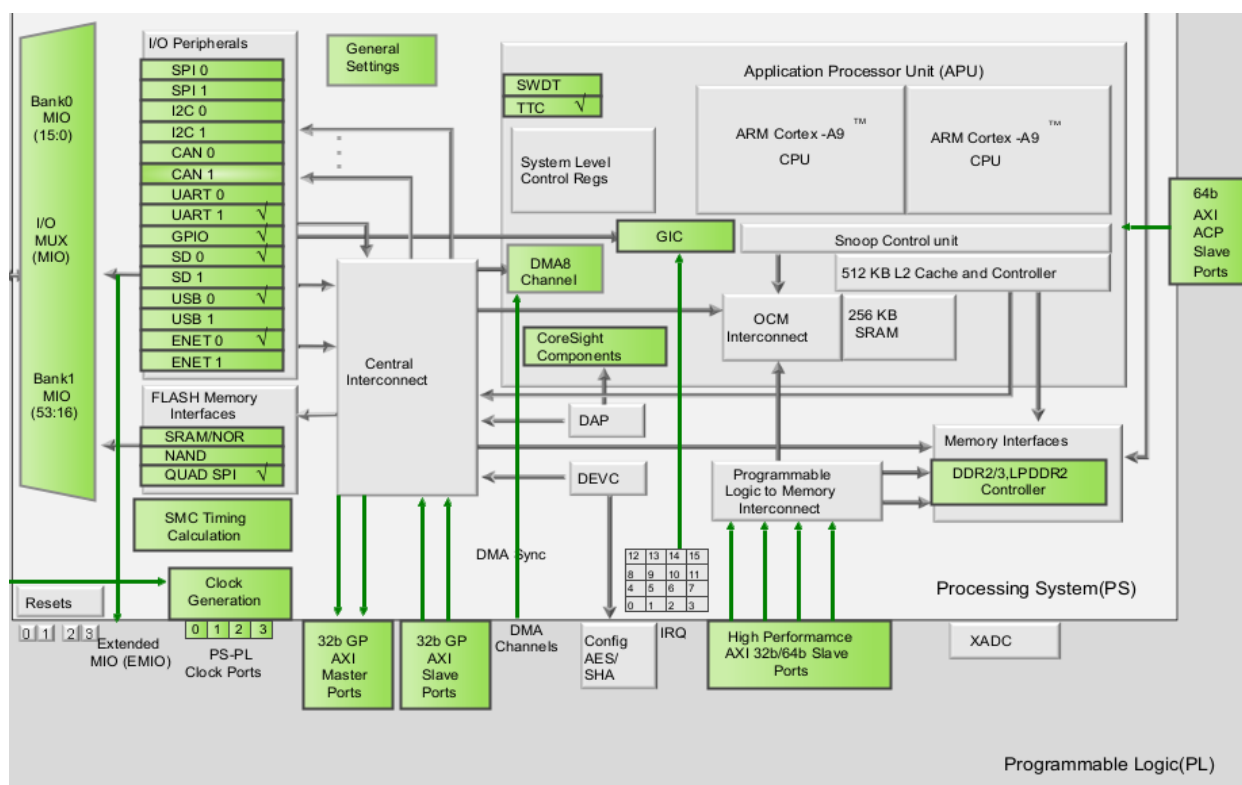 I/O Peripherals
SPI 0
SPI 1
I2C 0
I2C 1
CAN 0
CAN 1
UART 0
UART 1 √
GPIO √
SD 0 √
SD 1
USB 0 √
USB 1
ENET 0 √
ENET 1
Bank0
MIO
(15:0)
I/O
MUX
(MIO)
Bank1
MIO
(53:16)
FLASH Memory
Interfaces
SRAM/NOR
NAND
QUAD SPI √
SMC Timing
Calculation
General
Settings
Application Processor Unit (APU)
SWDT
TTC √
System Level
Control Regs
ARM Cortex -A9 ™
CPU
ARM Cortex -A9 ™
CPU
GIC
Snoop Control unit
512 KB L2 Cache and Controller
DMA8
Channel
OCM
Interconnect
256 KB
SRAM
CoreSight
Components
Central
Interconnect
DAP
DEVC
Programmable
Logic to Memory
Interconnect
Memory Interfaces
DDR2/3,LPDDR2
Controller
64b
AXI
ACP
Slave
Ports
DMA Sync
12 13 14 15
8 9 10 11
4 5 6 7
0 1 2 3
Processing System(PS)
Clock
Generation
0 1 2 3
PS-PL
Clock Ports
Resets
0 1 2 3
Extended
MIO (EMIO)
32b GP
AXI
Master
Ports
32b GP
AXI
Slave
Ports
DMA
Channels
Config
AES/
SHA
IRQ
High Performamce
AXI 32b/64b Slave
Ports
XADC
Programmable Logic(PL)